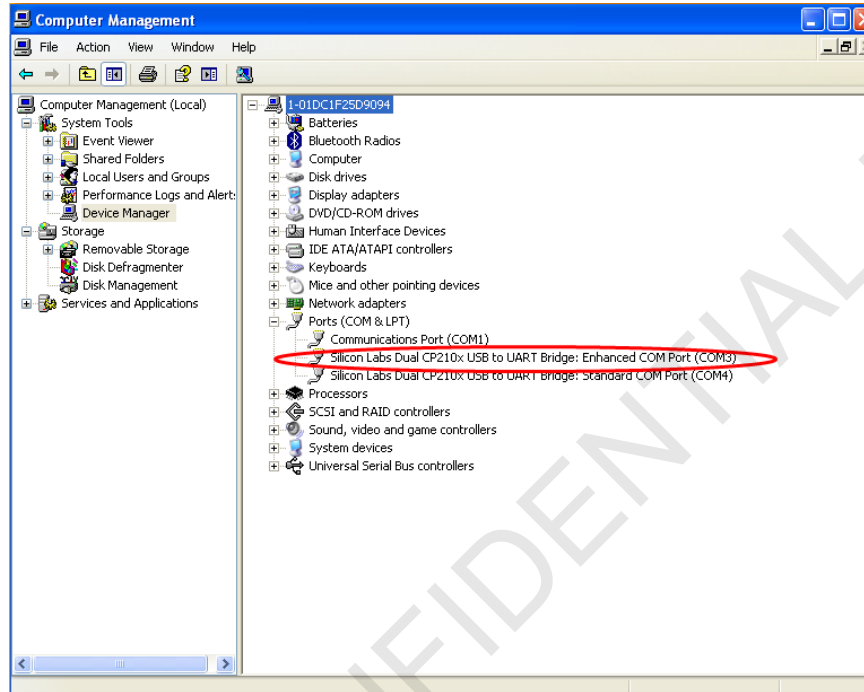 Computer Management
File Action View Window Help
Computer Management (Local)
System Tools
Event Viewer
Shared Folders
Local Users and Groups
Performance Logs and Alert
Device Manager
Storage
Removable Storage
Disk Defragmenter
Disk Management
Services and Applications
1-01DC1F25D9094
Batteries
Bluetooth Radios
Computer
Disk drives
Display adapters
DVD/CD-ROM drives
Human Interface Devices
IDE ATA/ATAPI controllers
Keyboards
Mice and other pointing devices
Network adapters
Ports (COM & LPT)
Communications Port (COM1)
Silicon Labs Dual CP210x USB to UART Bridge: Enhanced COM Port (COM3)
Silicon Labs Dual CP210x USB to UART Bridge: Standard COM Port (COM4)
Processors
SCSI and RAID controllers
Sound, video and game controllers
System devices
Universal Serial Bus controllers
NFIDENTIAL